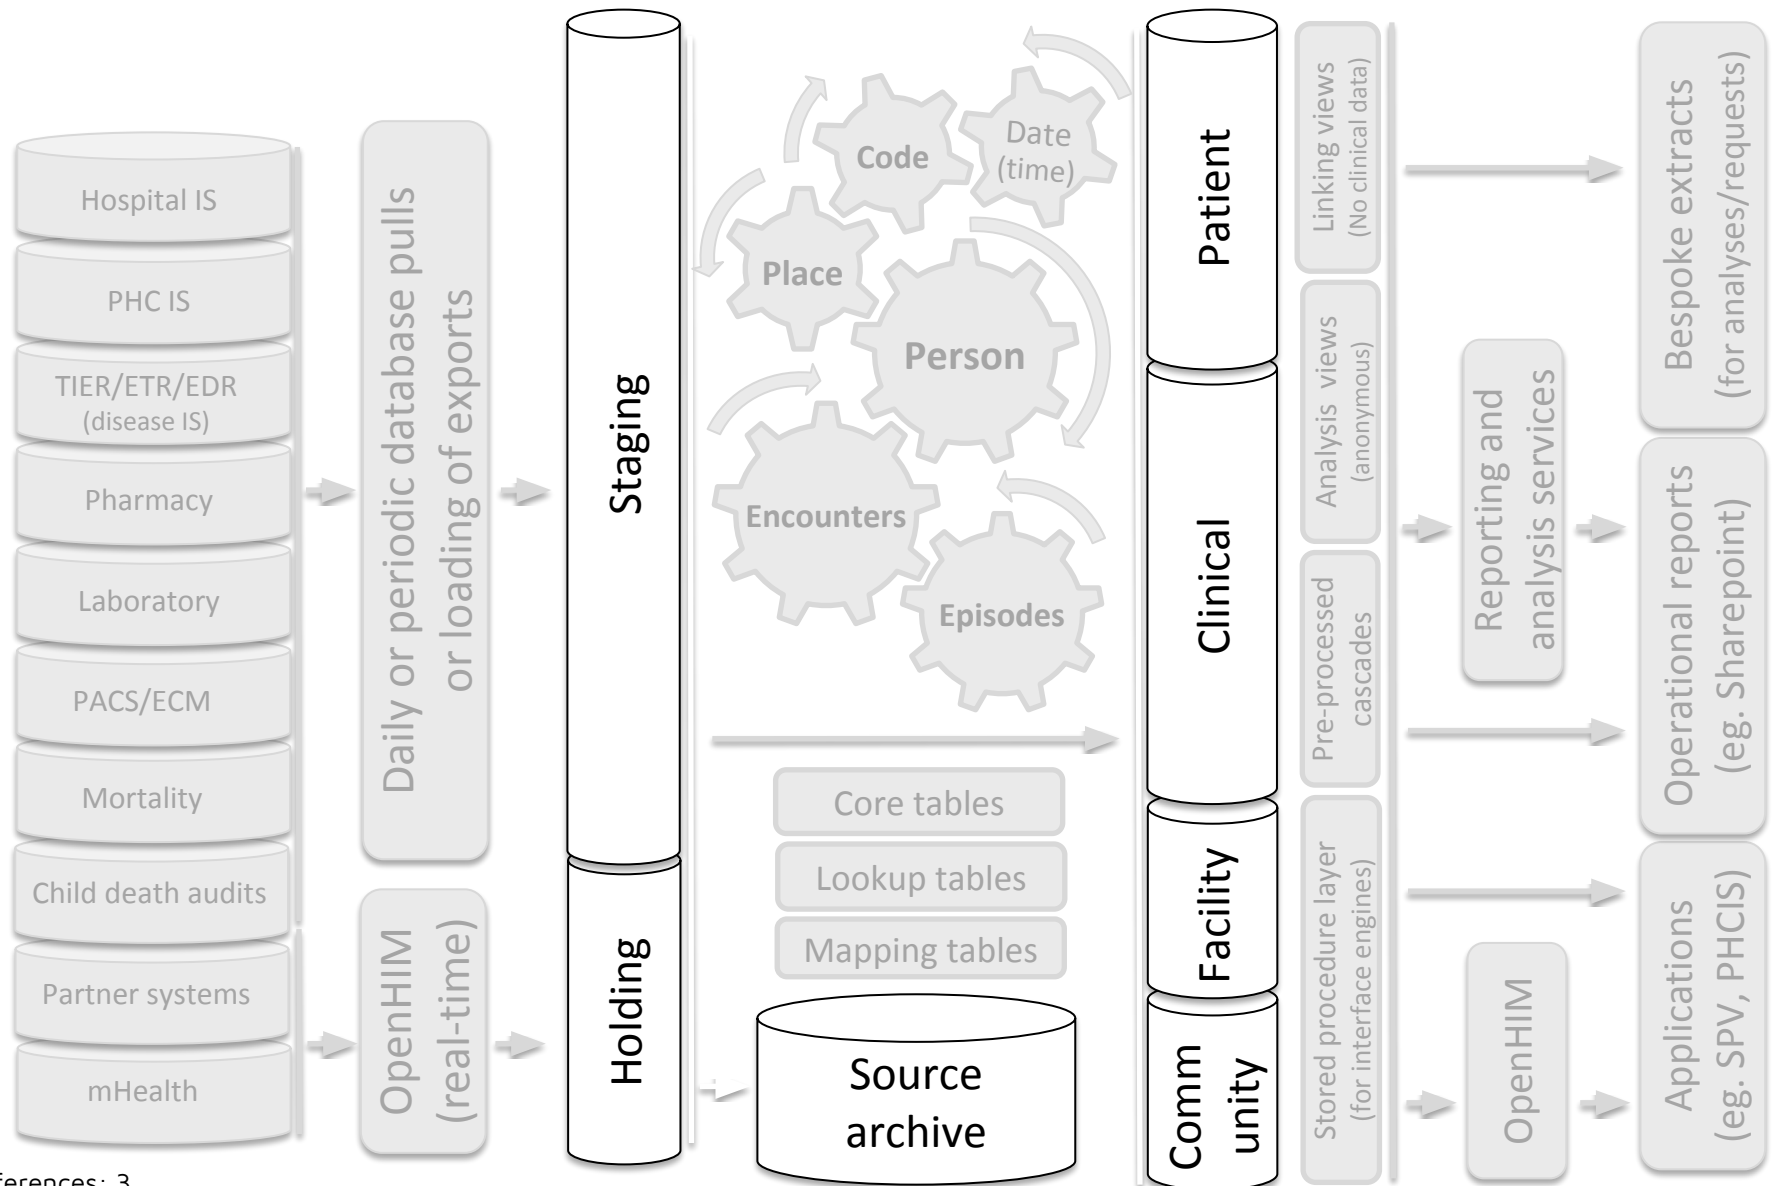 Hospital IS
PHC IS
TIER/ETR/EDR
(disease IS)
Pharmacy
Laboratory
PACS/ECM
Mortality
Child death audits
Partner systems
mHealth
Daily or periodic database pulls
or loading of exports
OpenHIM
(real-time)
Staging
Holding
Code
Date
(time)
Place
Person
Encounters
Episodes
Core tables
Lookup tables
Mapping tables
Source
archive
Patient
Clinical
Facility
Comm
unity
Linking views
(No clinical data)
Analysis views
(anonymous)
Pre-processed
cascades
Stored procedure layer
(for interface engines)
Reporting and
analysis services
OpenHIM
Bespoke extracts
(for analyses/requests)
Operational reports
(eg. Sharepoint)
Applications
(eg. SPV, PHCIS)
ferences: 3